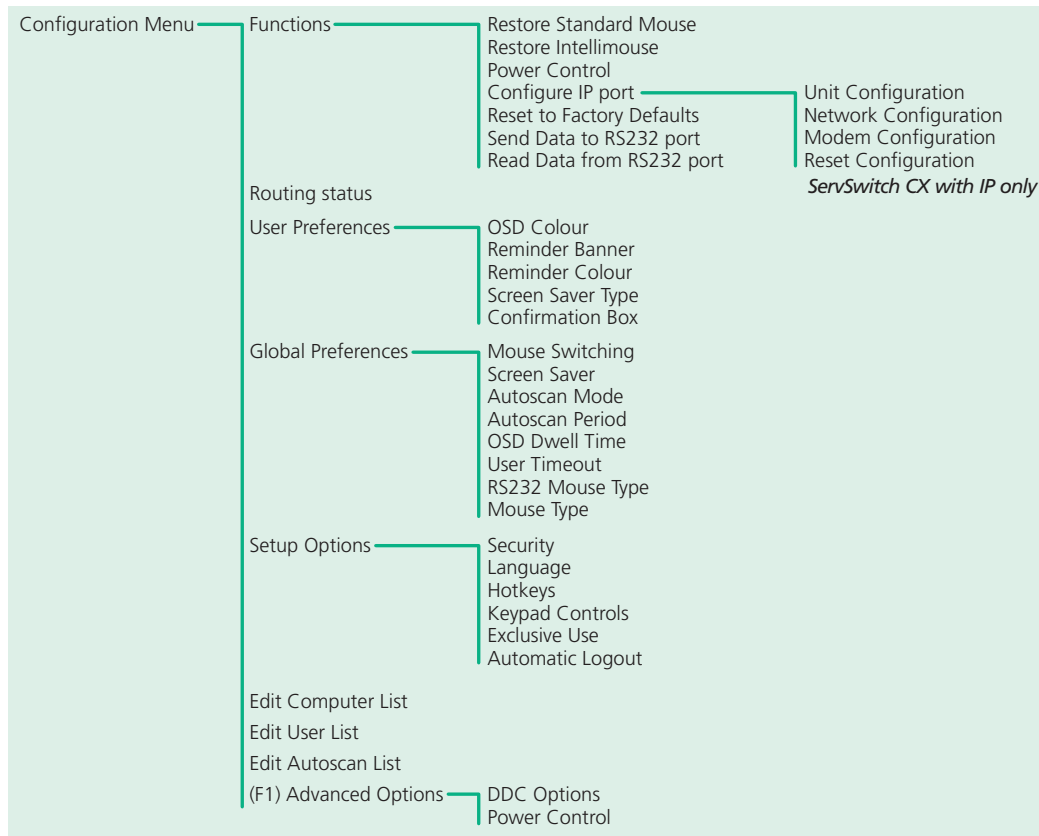 Configuration Menu
Functions
Restore Standard Mouse
Restore Intellimouse
Power Control
Configure IP port
Unit Configuration
Network Configuration
Modem Configuration
Reset Configuration
ServSwitch CX with IP only
Reset to Factory Defaults
Send Data to RS232 port
Read Data from RS232 port
Routing status
User Preferences
OSD Colour
Reminder Banner
Reminder Colour
Screen Saver Type
Confirmation Box
Global Preferences
Mouse Switching
Screen Saver
Autoscan Mode
Autoscan Period
OSD Dwell Time
User Timeout
RS232 Mouse Type
Mouse Type
Setup Options
Security
Language
Hotkeys
Keypad Controls
Exclusive Use
Automatic Logout
Edit Computer List
Edit User List
Edit Autoscan List
(F1) Advanced Options
DDC Options
Power Control